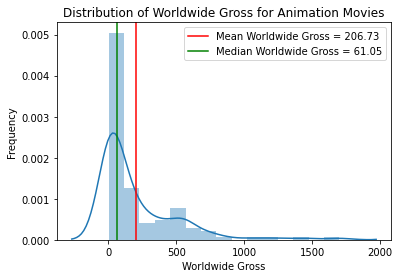 Distribution of Worldwide Gross for Animation Movies
Mean Worldwide Gross = 206.73
Median Worldwide Gross = 61.05
Frequency
0.005
0.004
0.003
0.002
0.001
0.000
0 500 1000 1500 2000
Worldwide Gross